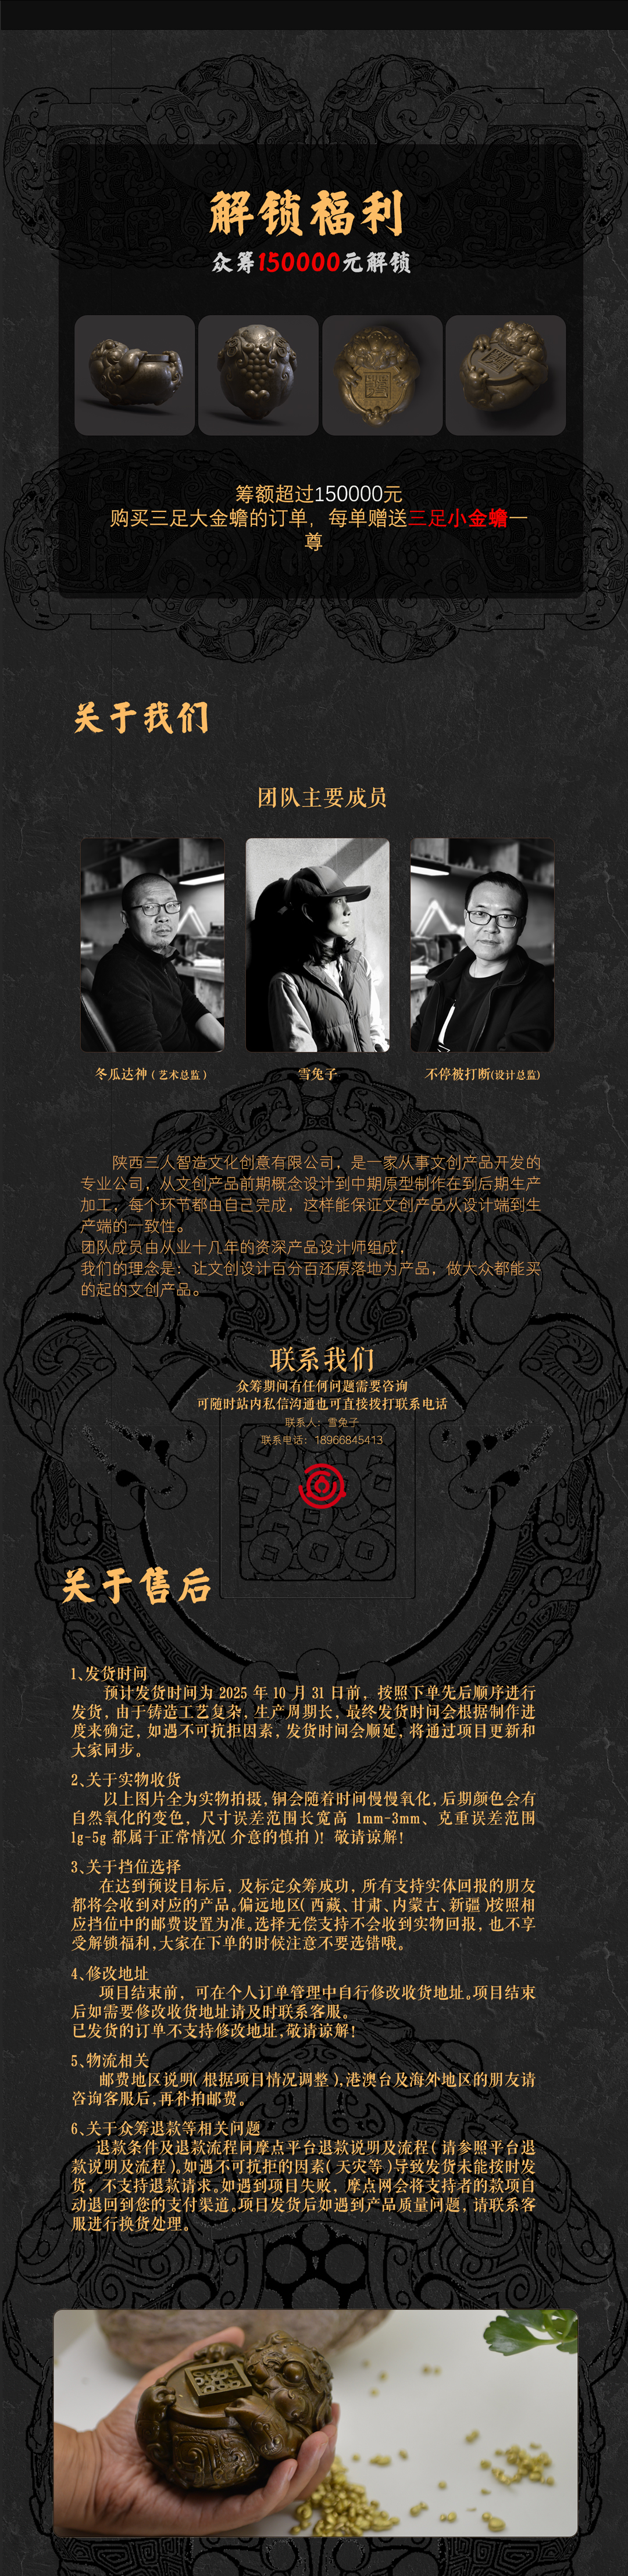 解锁福利
众筹150000元解锁
筹额超过150000元
购买三足大金蟾的订单，每单赠送三足小金蟾一
尊
关于我们
团队主要成员
冬瓜达神（艺术总监）
雪兔子
不停被打断(设计总监)
陕西三人智造文化创意有限公司，是一家从事文创产品开发的
专业公司，从文创产品前期概念设计到中期原型制作在到后期生产
加工，每个环节都由自己完成，这样能保证文创产品从设计端到生
产端的一致性。
团队成员由从业十几年的资深产品设计师组成，
我们的理念是：让文创设计百分百还原落地为产品，做大众都能买
的起的文创产品。
联系我们
众筹期间有任何问题需要咨询
可随时站内私信沟通也可直接拨打联系电话
联系人：雪兔子
联系电话：18966845413
关于售后
1、发货时间
预计发货时间为 2025 年 10 月 31 日前，按照下单先后顺序进行
发货，由于铸造工艺复杂，生产周期长，最终发货时间会根据制作进
度来确定，如遇不可抗拒因素，发货时间会顺延，将通过项目更新和
大家同步。
2、关于实物收货
以上图片全为实物拍摄，铜会随着时间慢慢氧化，后期颜色会有
自然氧化的变色，尺寸误差范围长宽高 1mm-3mm、克重误差范围
1g-5g 都属于正常情况(介意的慎拍)！敬请谅解！
3、关于挡位选择
在达到预设目标后，及标定众筹成功，所有支持实体回报的朋友
都将会收到对应的产品。偏远地区(西藏、甘肃、内蒙古、新疆)按照相
应挡位中的邮费设置为准。选择无偿支持不会收到实物回报，也不享
受解锁福利，大家在下单的时候注意不要选错哦。
4、修改地址
项目结束前，可在个人订单管理中自行修改收货地址。项目结束
后如需要修改收货地址请及时联系客服。
已发货的订单不支持修改地址，敬请谅解！
5、物流相关
邮费地区说明(根据项目情况调整)，港澳台及海外地区的朋友请
咨询客服后，再补拍邮费。
6、关于众筹退款等相关问题
退款条件及退款流程同摩点平台退款说明及流程(请参照平台退
款说明及流程)。如遇不可抗拒的因素(天灾等)导致发货未能按时发
货，不支持退款请求。如遇到项目失败，摩点网会将支持者的款项自
动退回到您的支付渠道。项目发货后如遇到产品质量问题，请联系客
服进行换货处理。